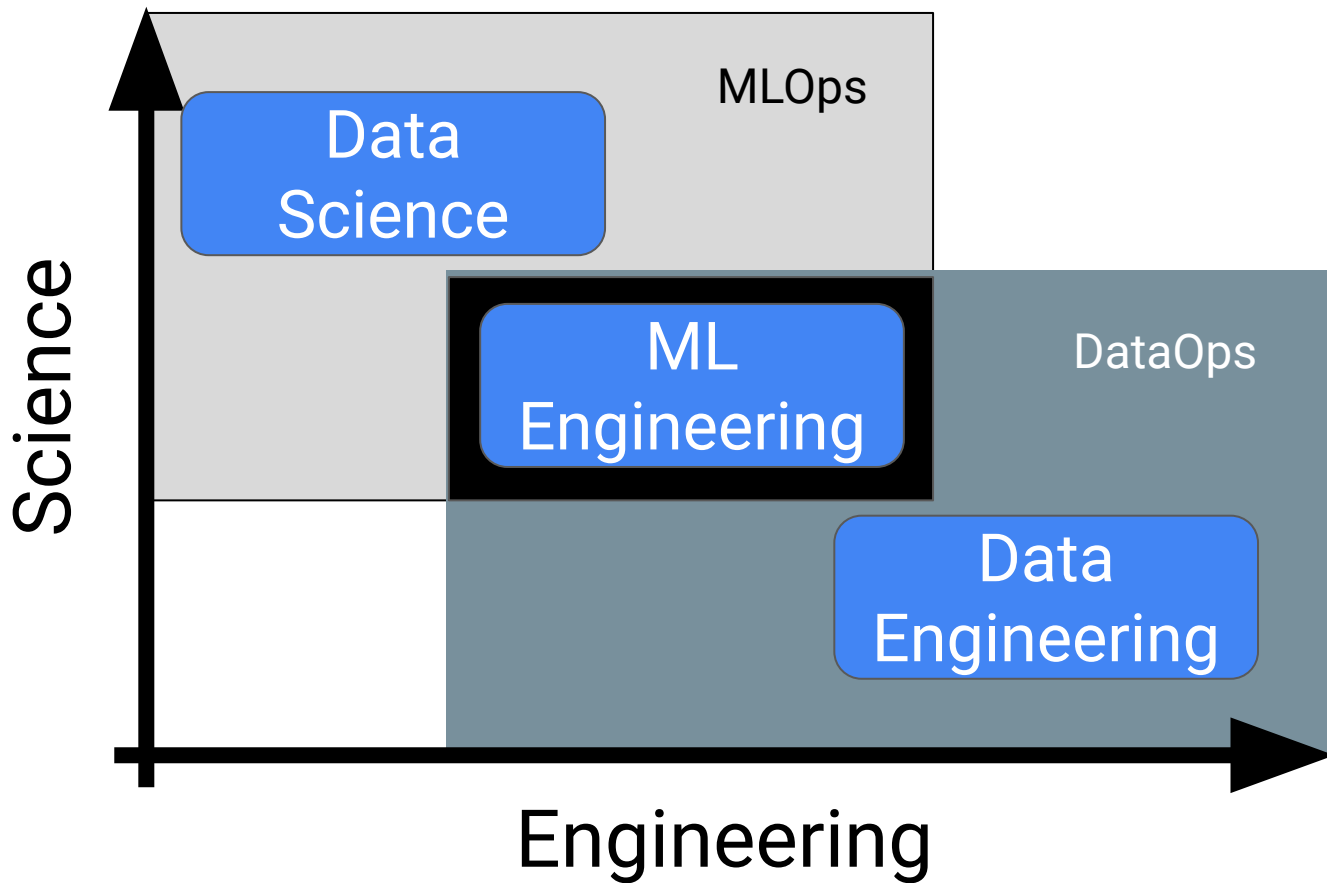 MLOps
Data
Science
ML
Engineering
DataOps
Data
Engineering
Science
Engineering